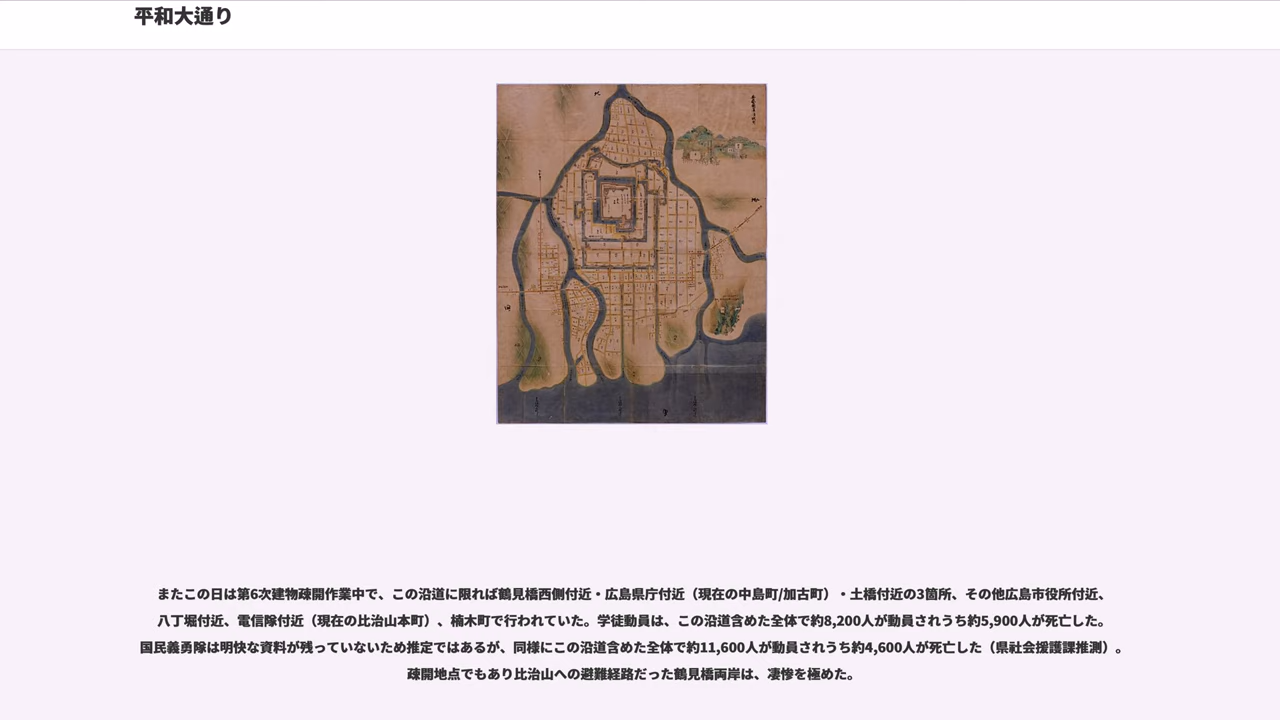 平和大通り
またこの日は第6次建物疎開作業中で、この沿道に限れば鶴見橋西側付近・広島県庁付近（現在の中島町/加古町）・土橋付近の3箇所、その他広島市役所付近、
八丁堀付近、電信隊付近（現在の比治山本町）、楠木町で行われていた。学徒動員は、この沿道含めた全体で約8,200人が動員されうち約5,900人が死亡した。
国民義勇隊は明快な資料が残っていないため推定ではあるが、同様にこの沿道含めた全体で約11,600人が動員されうち約4,600人が死亡した（県社会援護課推測）。
疎開地点でもあり比治山への避難経路だった鶴見橋両岸は、凄惨を極めた。